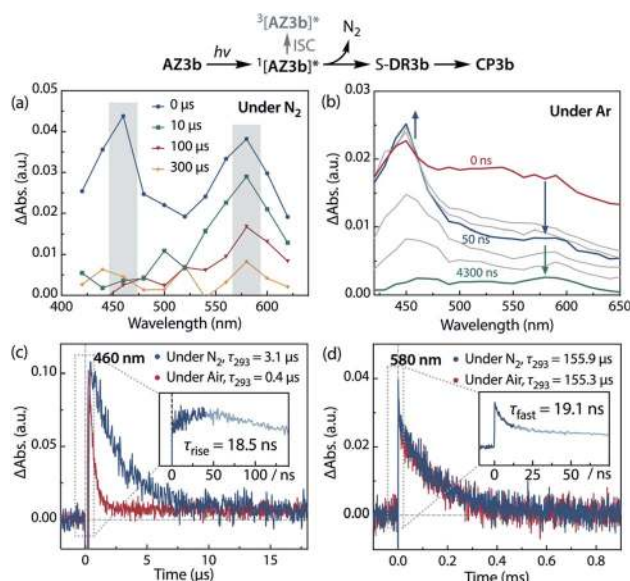 ³[AZ3b]*
N₂
ISC
AZ3b hν ¹[AZ3b]* S-DR3b CP3b
(a) Under N₂
0 μs
10 μs
100 μs
300 μs
0.05
0.04
0.03
0.02
0.01
0.00
ΔAbs. (a.u.)
400 450 500 550 600
Wavelength (nm)
(b) Under Ar
0 ns
50 ns
4300 ns
0.03
0.02
0.01
0.00
ΔAbs. (a.u.)
450 500 550 600 650
Wavelength (nm)
(c) 460 nm
Under N₂, τ₂₉₃ = 3.1 μs
Under Air, τ₂₉₃ = 0.4 μs
τrise = 18.5 ns
0 50 100 / ns
0.10
0.05
0.00
ΔAbs. (a.u.)
0 5 10 15
Time (μs)
(d) 580 nm
Under N₂, τ₂₉₃ = 155.9 μs
Under Air, τ₂₉₃ = 155.3 μs
τfast = 19.1 ns
0 25 50 75 / ns
0.04
0.02
0.00
ΔAbs. (a.u.)
0.0 0.2 0.4 0.6 0.8
Time (ms)